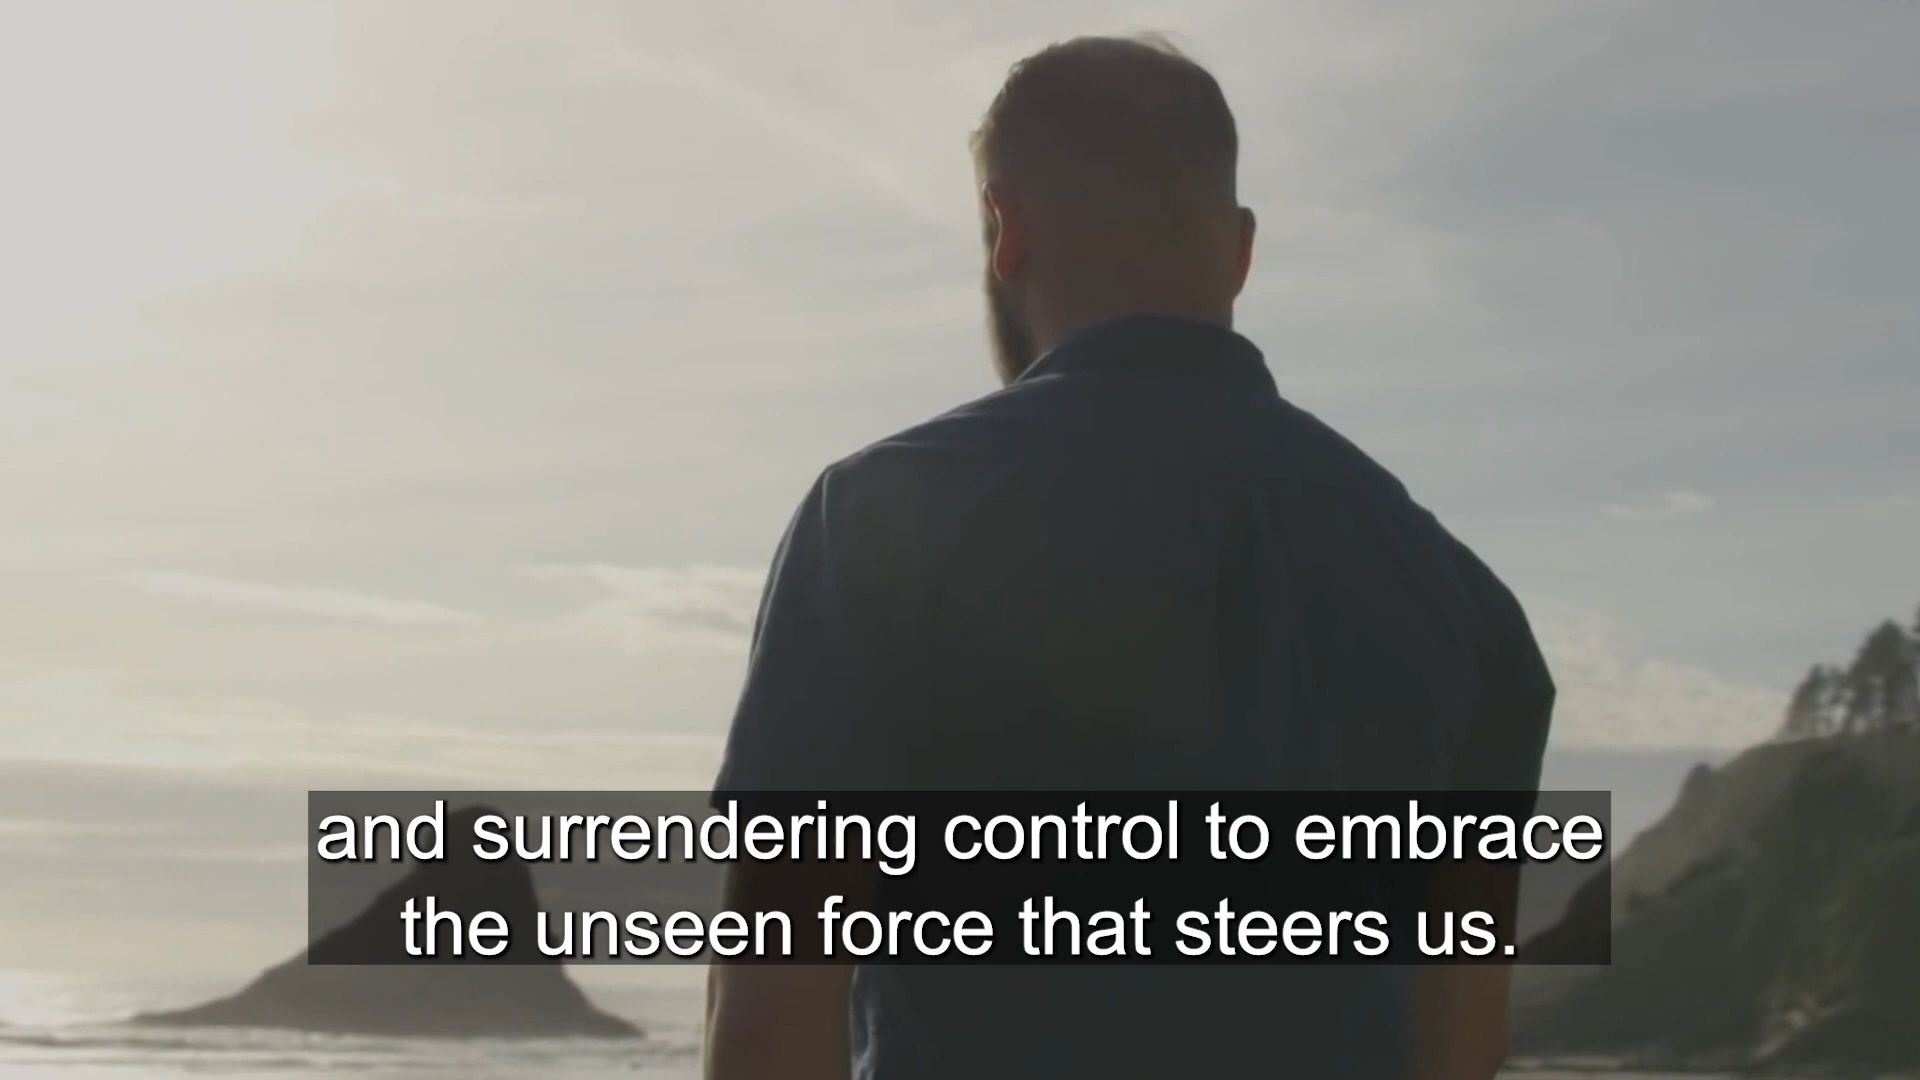 and surrendering control to embrace
the unseen force that steers us.